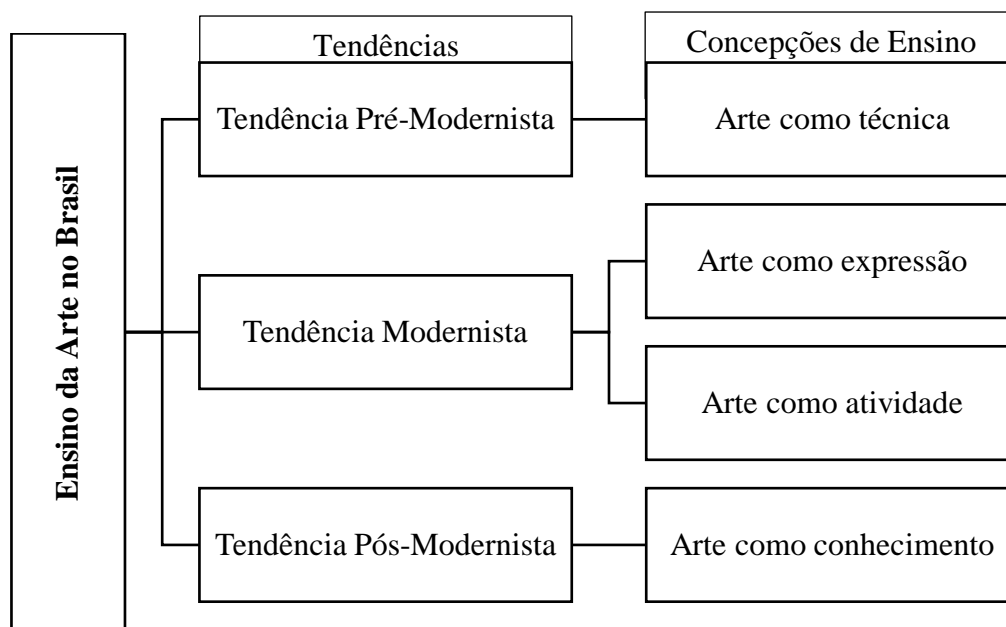 Ensino da Arte no Brasil
Tendências
Concepções de Ensino
Tendência Pré-Modernista
Arte como técnica
Tendência Modernista
Arte como expressão
Arte como atividade
Tendência Pós-Modernista
Arte como conhecimento